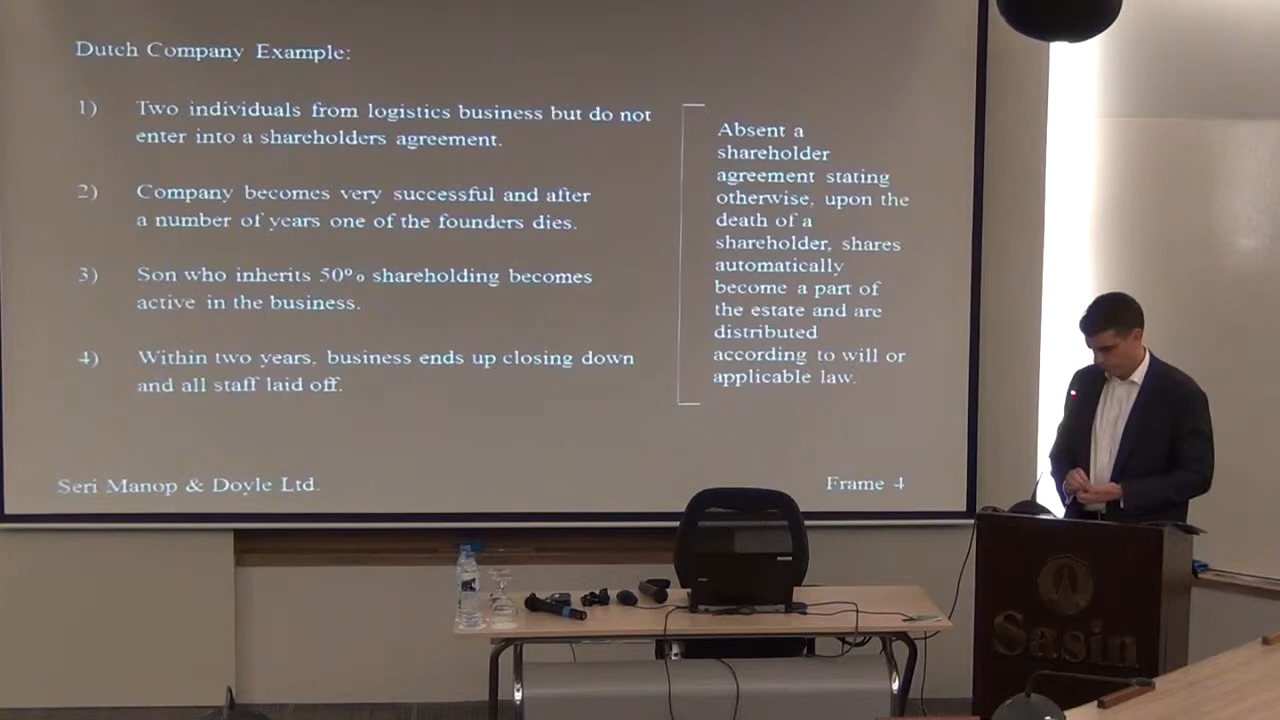 Dutch Company Example:
1) Two individuals from logistics business but do not
enter into a shareholders agreement.
2) Company becomes very successful and after
a number of years one of the founders dies.
3) Son who inherits 50% shareholding becomes
active in the business.
4) Within two years, business ends up closing down
and all staff laid off.
Absent a
shareholder
agreement stating
otherwise, upon the
death of a
shareholder, shares
automatically
become a part of
the estate and are
distributed
according to will or
applicable law.
Seri Manop & Doyle Ltd.
Frame 4
Sasin